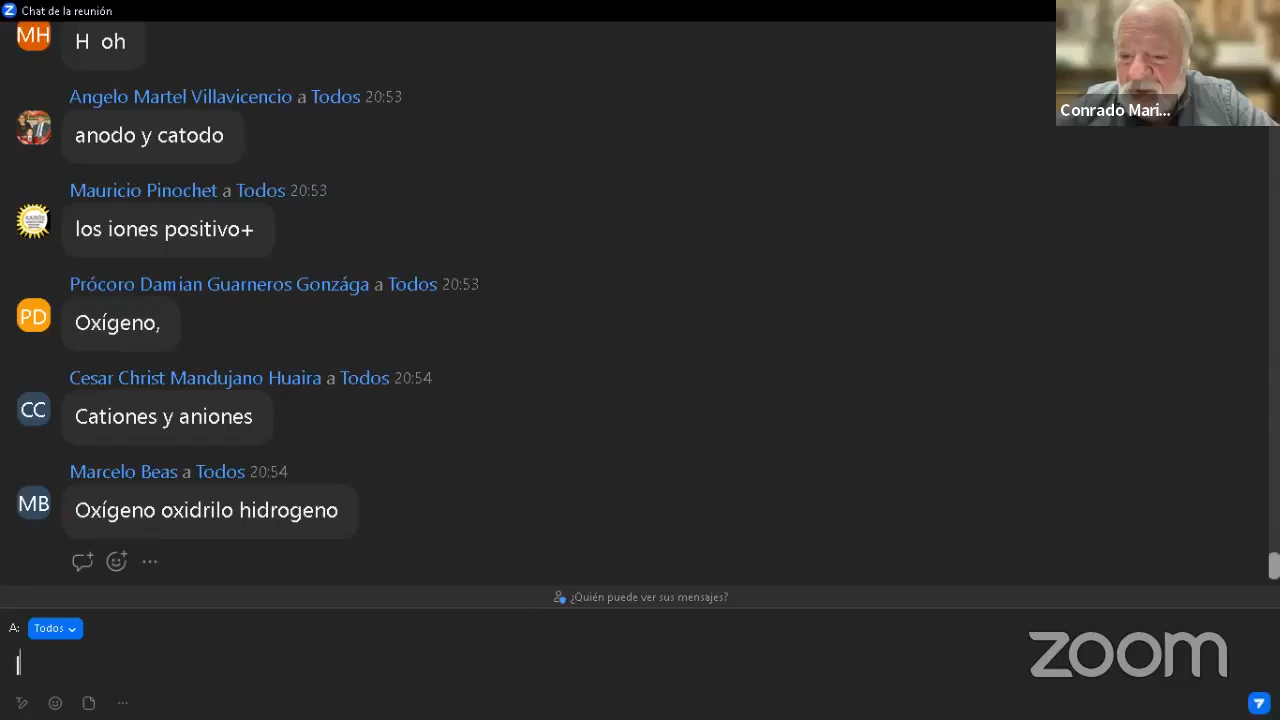 Chat de la reunión
MH
H oh
Angelo Martel Villavicencio a Todos 20:53
anodo y catodo
Mauricio Pinochet a Todos 20:53
los iones positivo+
Prócoro Damian Guarneros Gonzága a Todos 20:53
PD
Oxígeno,
Cesar Christ Mandujano Huaira a Todos 20:54
CC
Cationes y aniones
Marcelo Beas a Todos 20:54
MB
Oxígeno oxidrilo hidrogeno
¿Quién puede ver sus mensajes?
A: Todos
Conrado Mari...
zoom